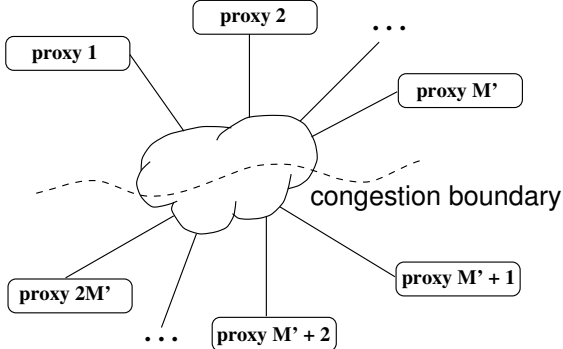 proxy 2
. . .
proxy 1
proxy M'
congestion boundary
proxy M' + 1
proxy 2M'
. . .
proxy M' + 2